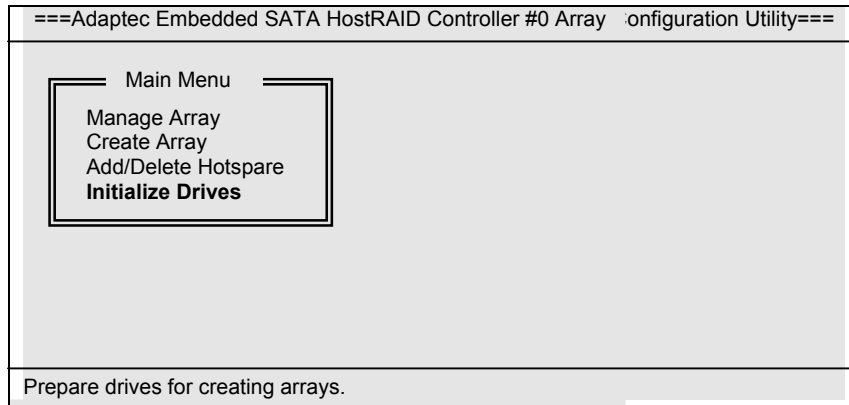 ===Adaptec Embedded SATA HostRAID Controller #0 Array Configuration Utility===
Main Menu
Manage Array
Create Array
Add/Delete Hotspare
Initialize Drives
Prepare drives for creating arrays.